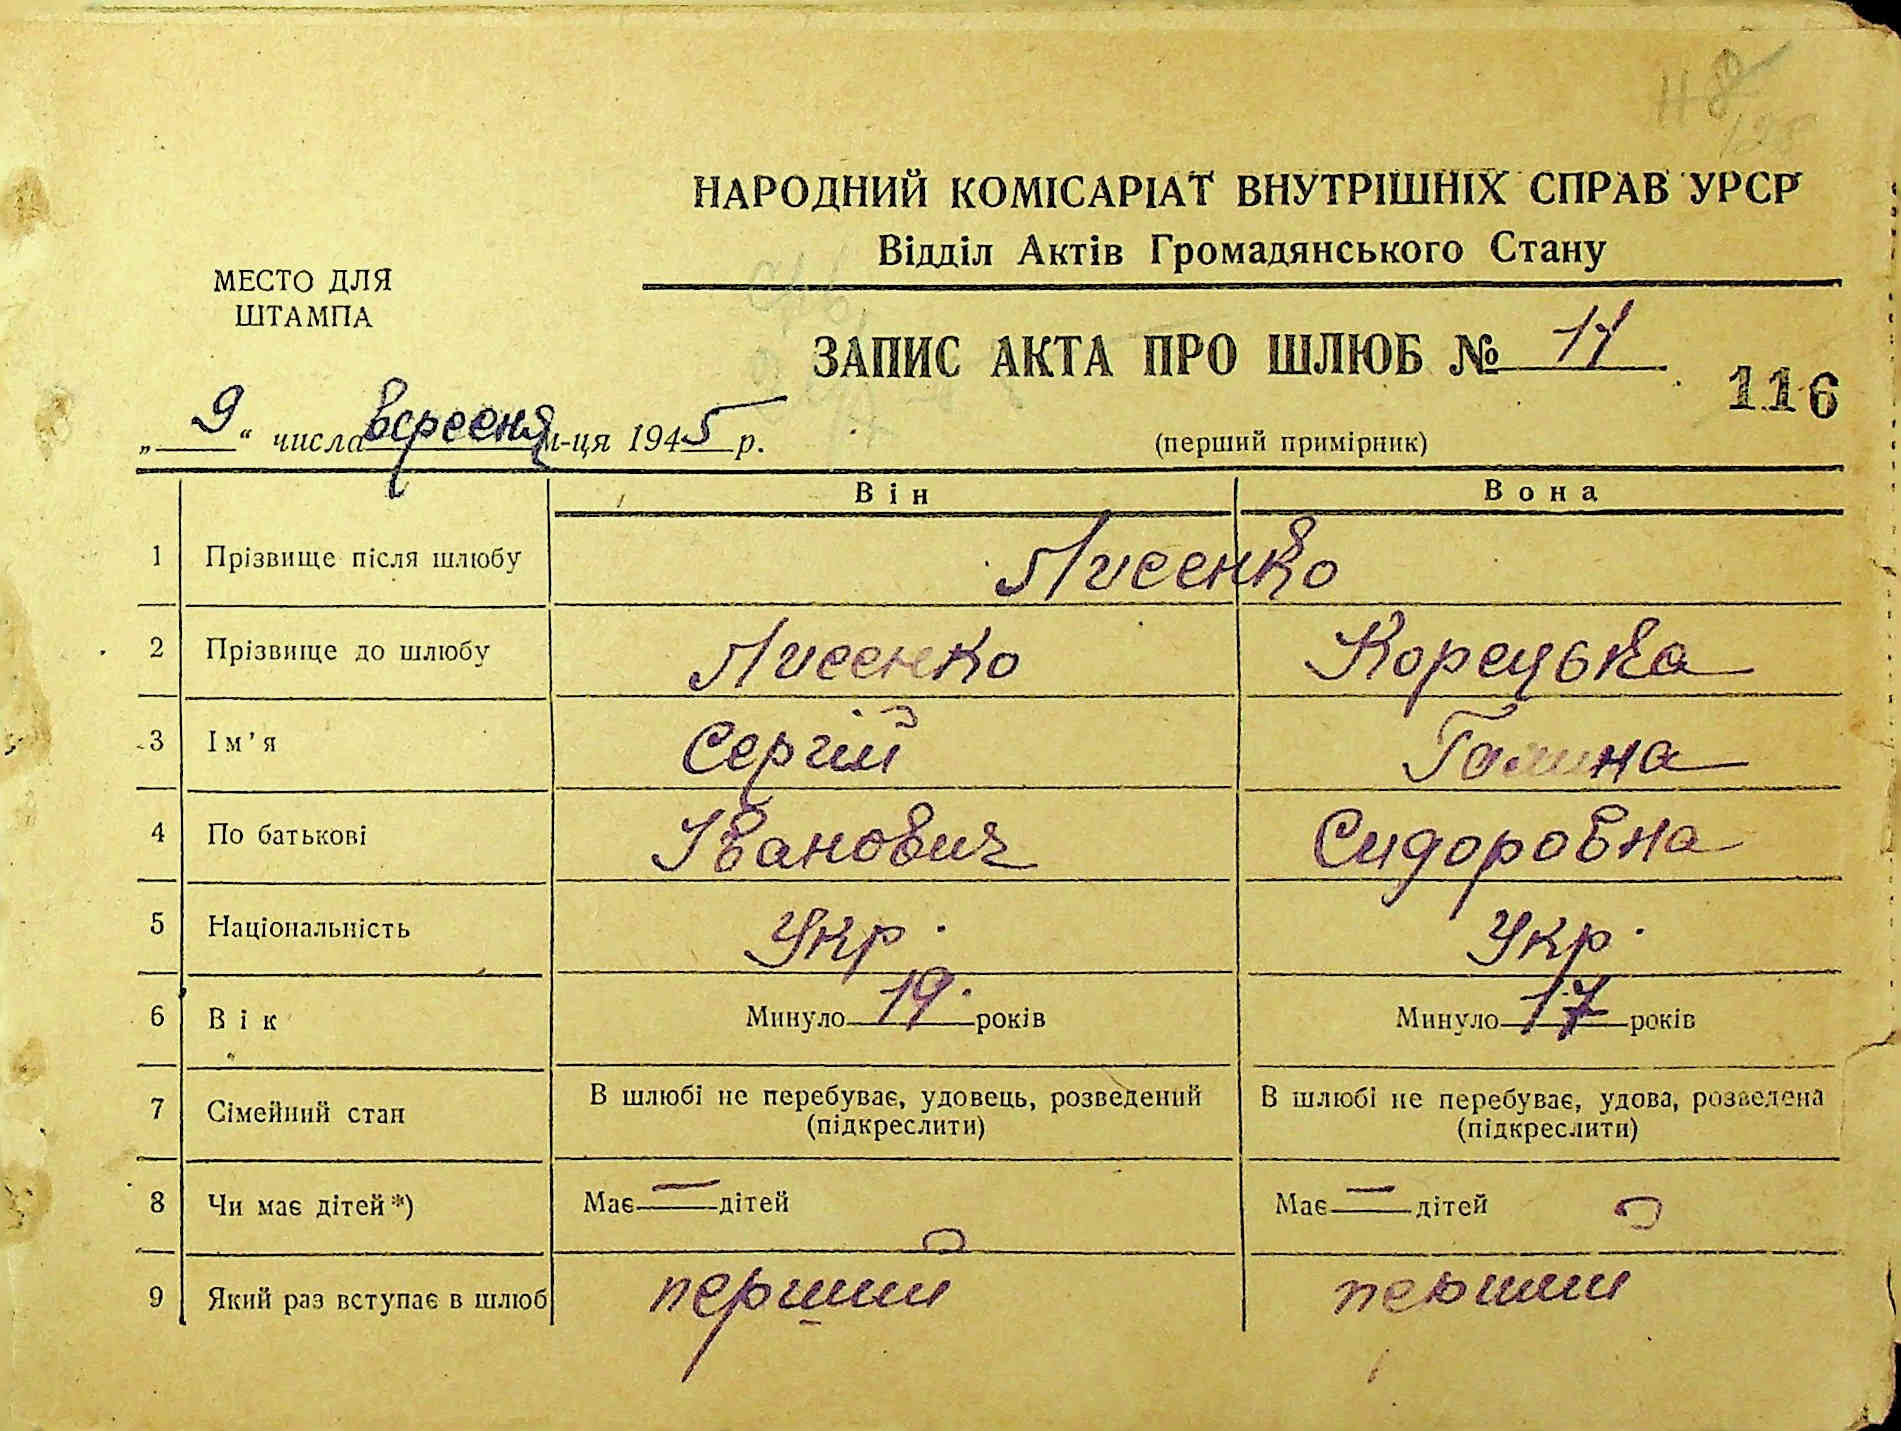 Н 8
128
НАРОДНИЙ КОМІСАРІАТ ВНУТРІШНІХ СПРАВ УРСР
Відділ Актів Громадянського Стану
МЕСТО ДЛЯ
ШТАМПА
ЗАПИС АКТА ПРО ШЛЮБ № 17
116
„ 9 “ числа вересня м-ця 1945 р.
(перший примірник)
Він Вона
1 Прізвище після шлюбу Лисенко
2 Прізвище до шлюбу Лисенко Корецька
3 Ім'я Сергій Галина
4 По батькові Іванович Сидоровна
5 Національність Укр. Укр.
6 Вік Минуло 19 років Минуло 17 років
7 Сімейний стан В шлюбі не перебуває, удовець, розведений В шлюбі не перебуває, удова, розведена
(підкреслити) (підкреслити)
8 Чи має дітей*) Має — дітей Має — дітей
9 Який раз вступає в шлюб перший перший